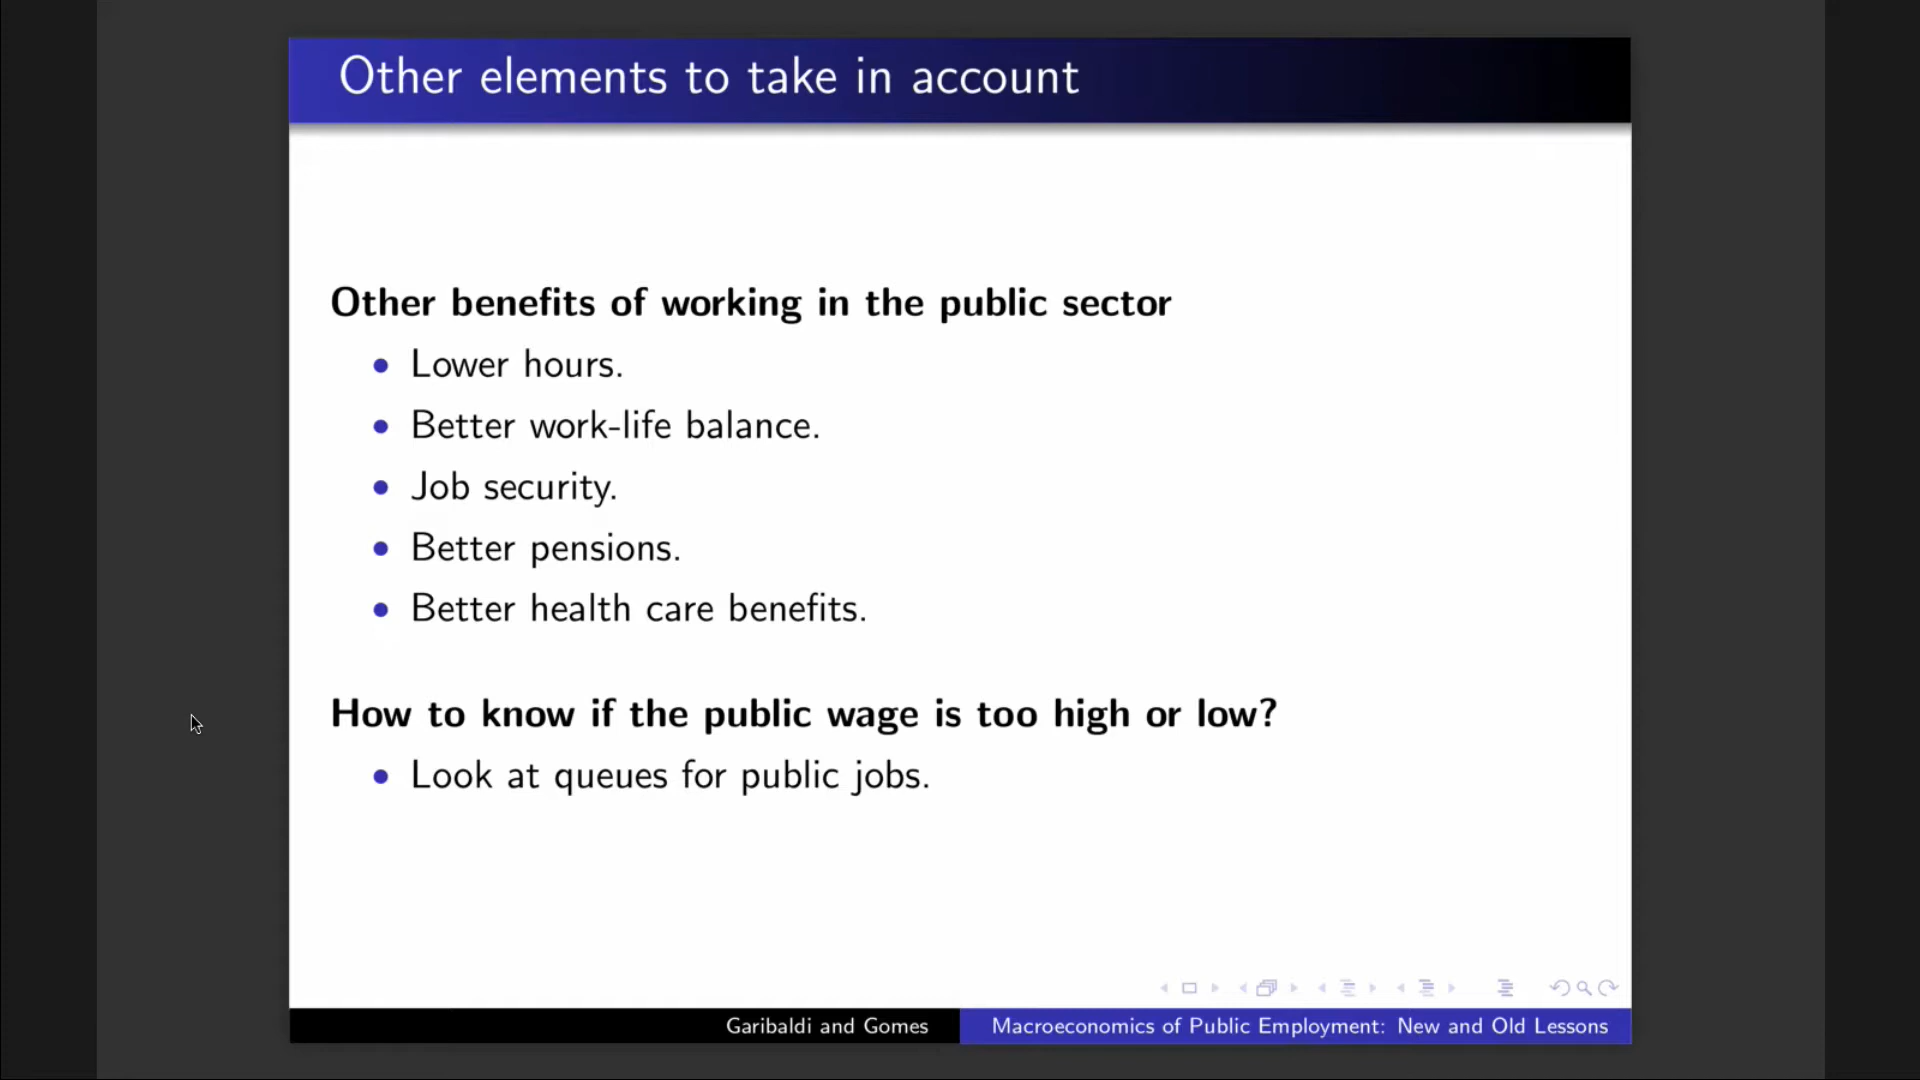 Other elements to take in account
Other benefits of working in the public sector
• Lower hours.
• Better work-life balance.
• Job security.
• Better pensions.
• Better health care benefits.
How to know if the public wage is too high or low?
• Look at queues for public jobs.
Garibaldi and Gomes
Macroeconomics of Public Employment: New and Old Lessons